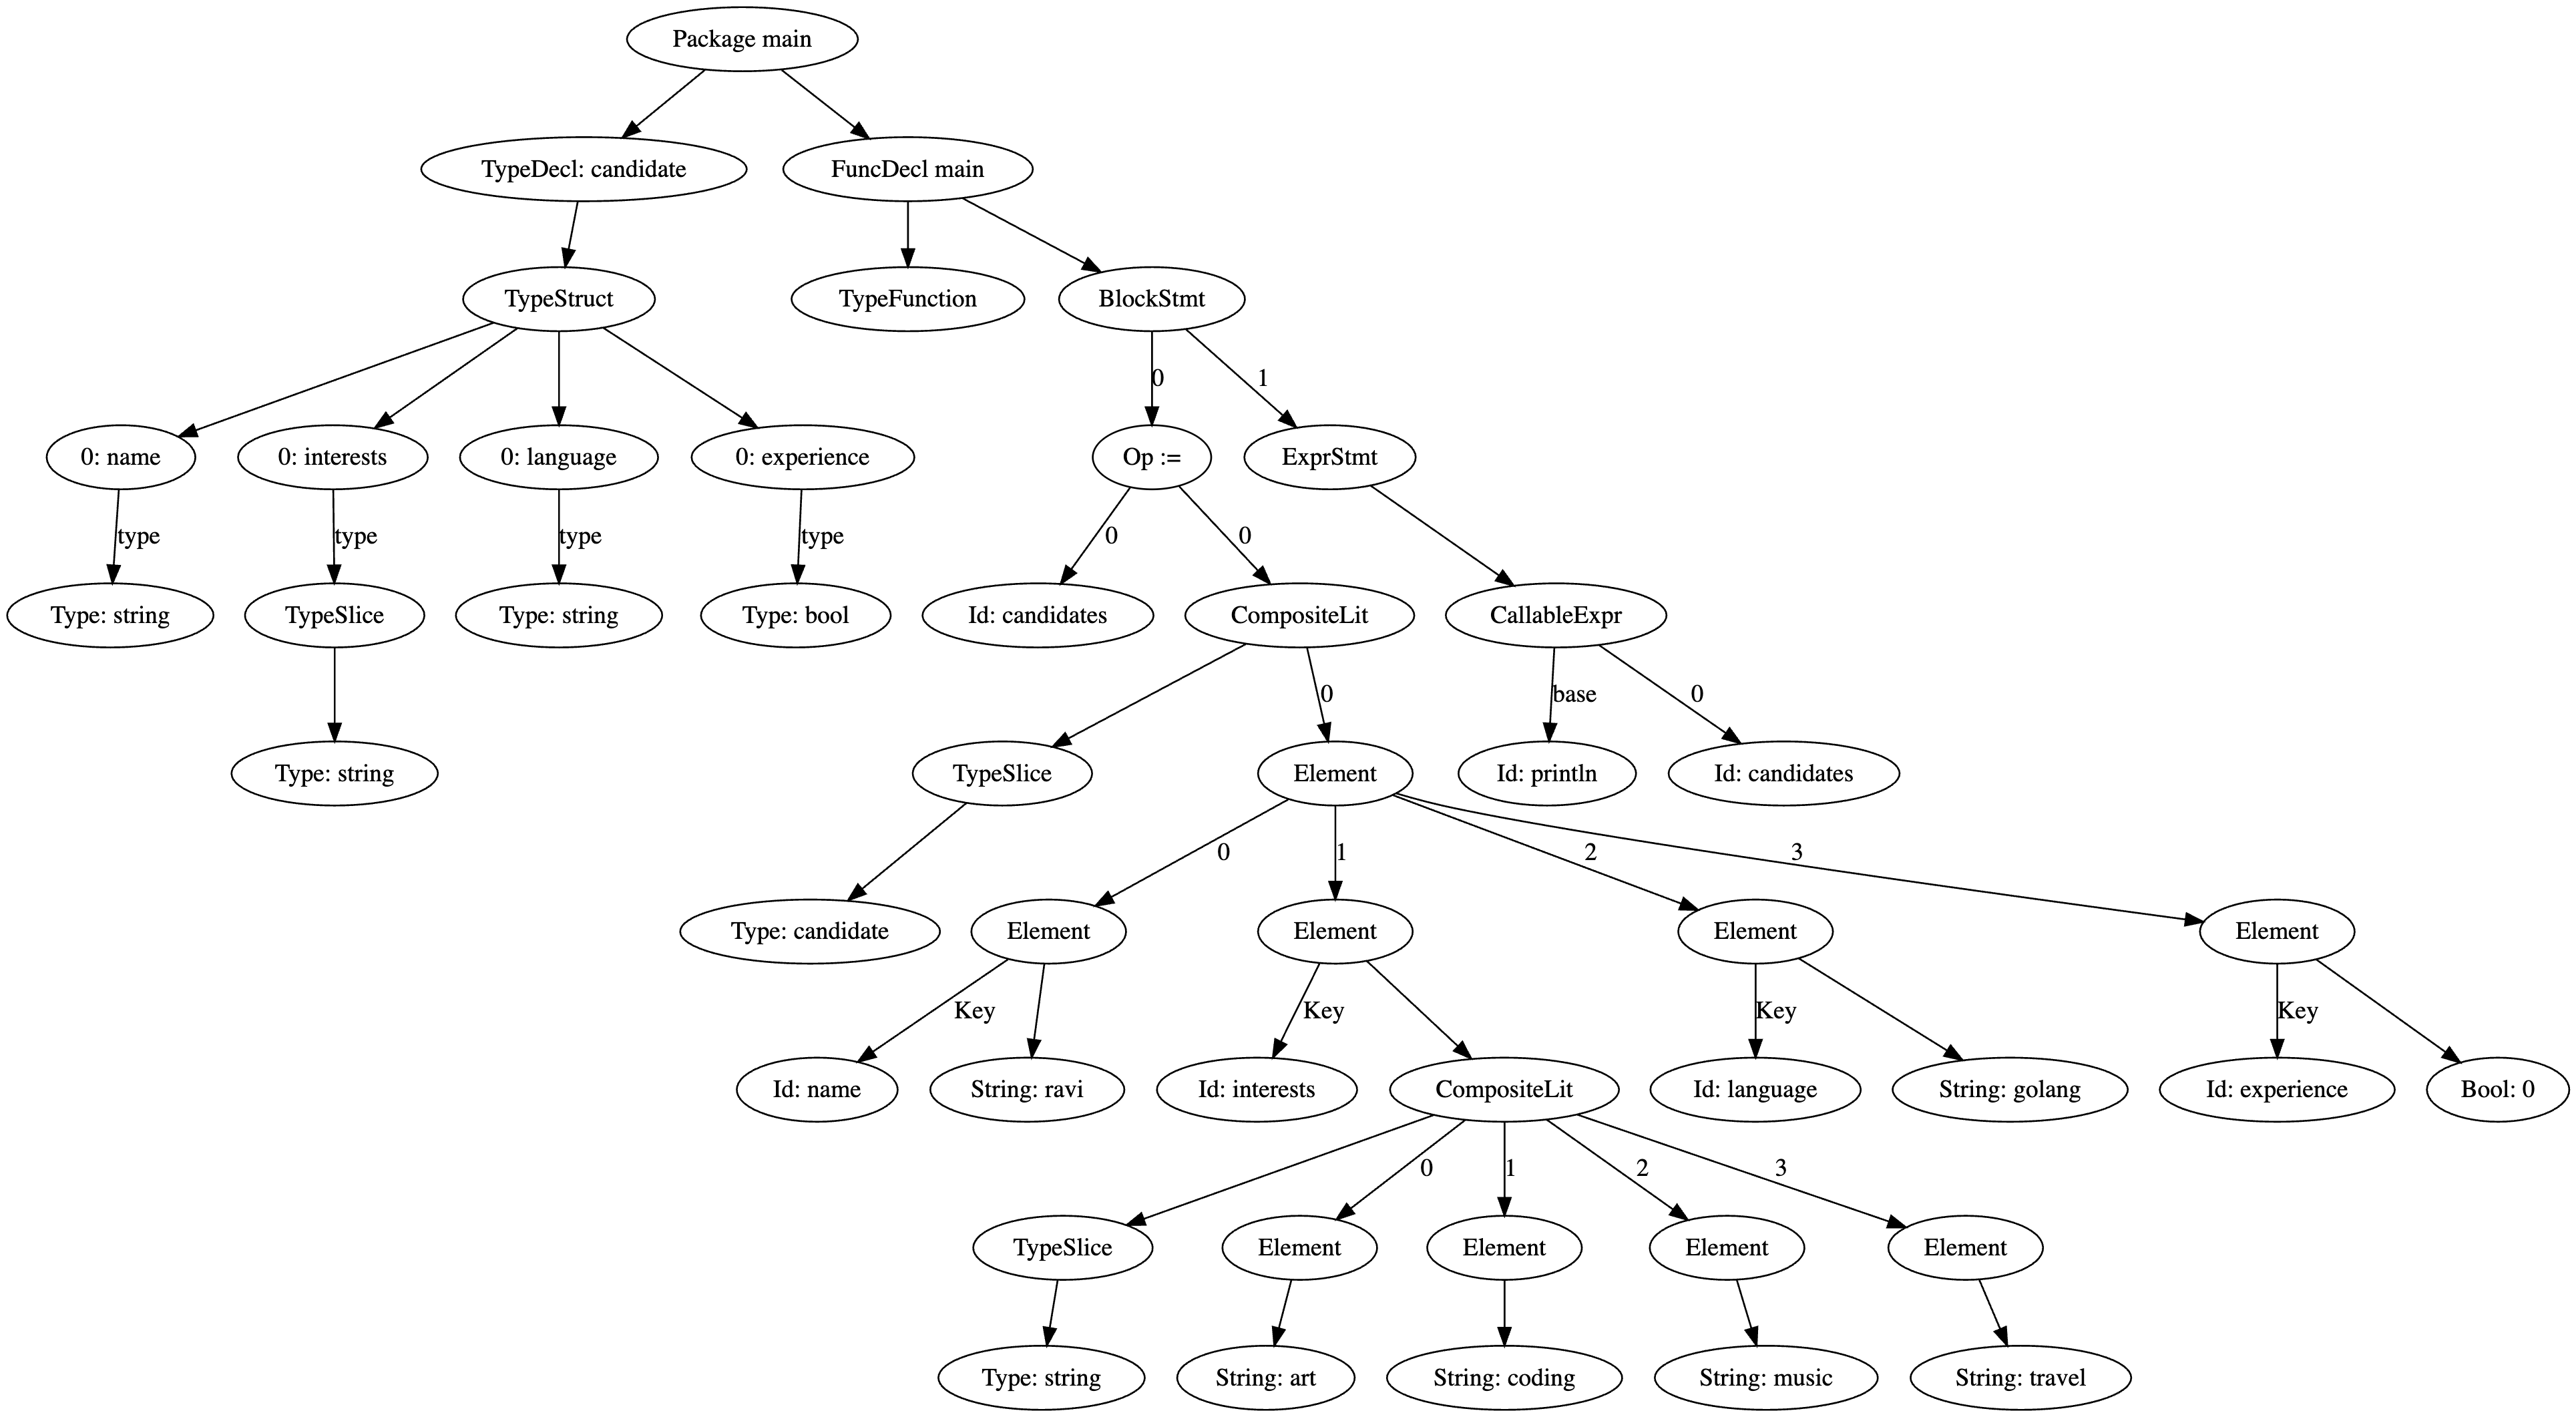 Package main
TypeDecl: candidate
FuncDecl main
TypeStruct
TypeFunction
BlockStmt
0
1
0: name
0: interests
0: language
0: experience
Op :=
ExprStmt
type
type
type
type
0
0
Type: string
TypeSlice
Type: string
Type: bool
Id: candidates
CompositeLit
CallableExpr
0
base
0
Type: string
TypeSlice
Element
Id: println
Id: candidates
0
1
2
3
Type: candidate
Element
Element
Element
Element
Key
Key
Key
Key
Id: name
String: ravi
Id: interests
CompositeLit
Id: language
String: golang
Id: experience
Bool: 0
0
1
2
3
TypeSlice
Element
Element
Element
Element
Type: string
String: art
String: coding
String: music
String: travel